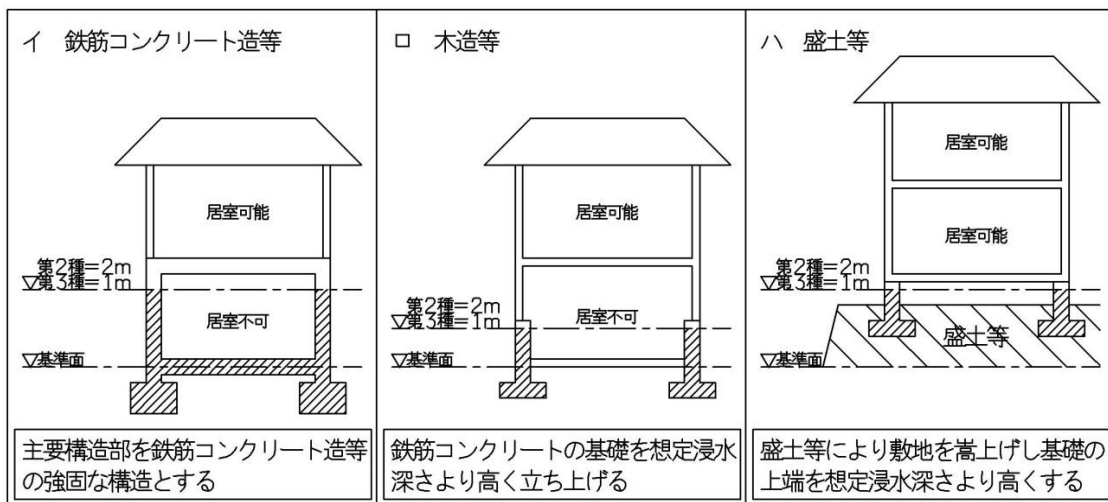 イ 鉄筋コンクリート造等
居室可能
第2種=2m
▽第3種=1m
居室不可
▽基準面
主要構造部を鉄筋コンクリート造等
の強固な構造とする
ロ 木造等
居室可能
第2種=2m
▽第3種=1m
居室不可
▽基準面
鉄筋コンクリートの基礎を想定浸水
深さより高く立ち上げる
ハ 盛土等
居室可能
居室可能
第2種=2m
▽第3種=1m
盛土等
▽基準面
盛土等により敷地を嵩上げし基礎の
上端を想定浸水深さより高くする